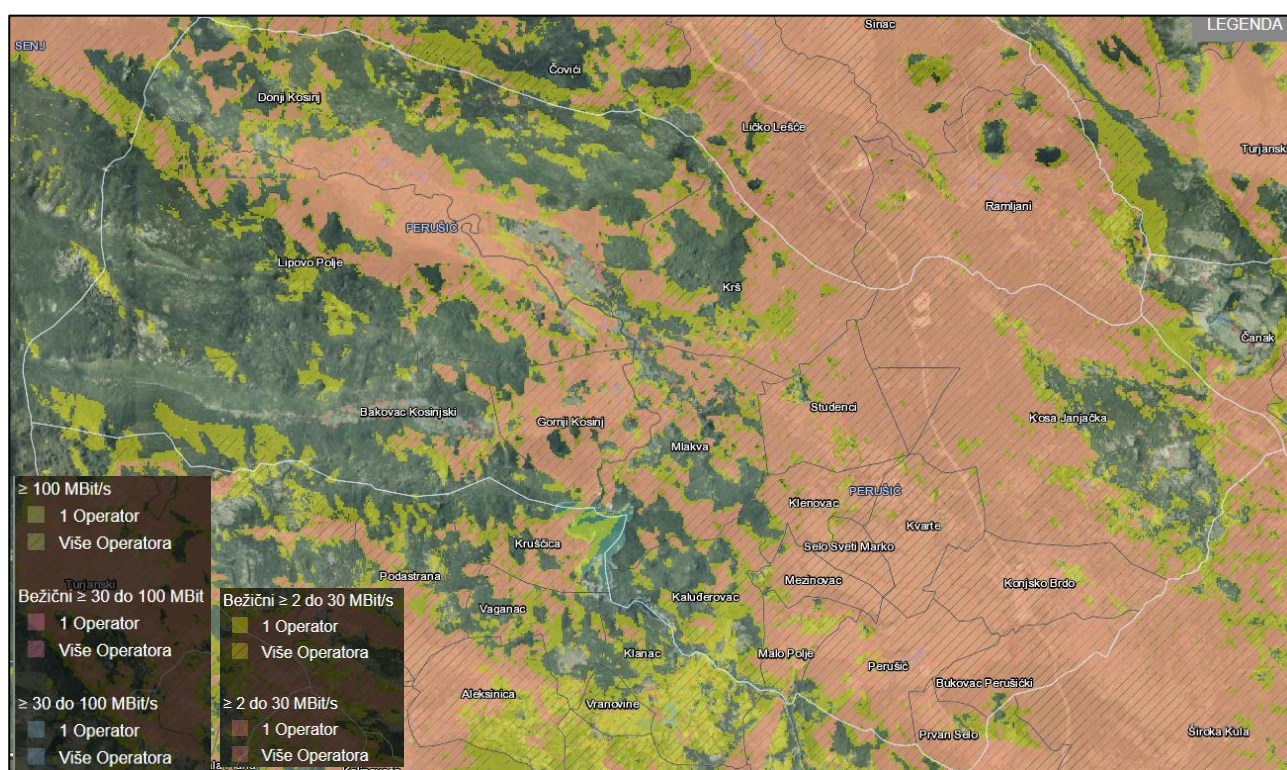 LEGENDA
Sinac
SENJ
Čovići
Donji Kosinj
Ličko Lešće
Turjansk
Ramljani
PERUŠIĆ
Lipovo Polje
Krš
Čanak
Bakovac Kosinjski
Studenci
Kosa Janjačka
Gornji Kosinj
Mlakva
PERUŠIĆ
Klenovac
Kvarte
Kruščica
Selo Sveti Marko
Podastrana
Mezinovac
Konjsko Brdo
Kaluđerovac
Vaganac
Klanac
Malo Polje
Perušić
Bukovac Perušićki
Aleksinica
Vranovine
Prvan Selo
Široka Kula
≥ 100 MBit/s
1 Operator
Više Operatora
Turjanski
Bežični ≥ 30 do 100 MBit
1 Operator
Više Operatora
≥ 30 do 100 MBit/s
1 Operator
Više Operatora
Bežični ≥ 2 do 30 MBit/s
1 Operator
Više Operatora
≥ 2 do 30 MBit/s
1 Operator
Više Operatora